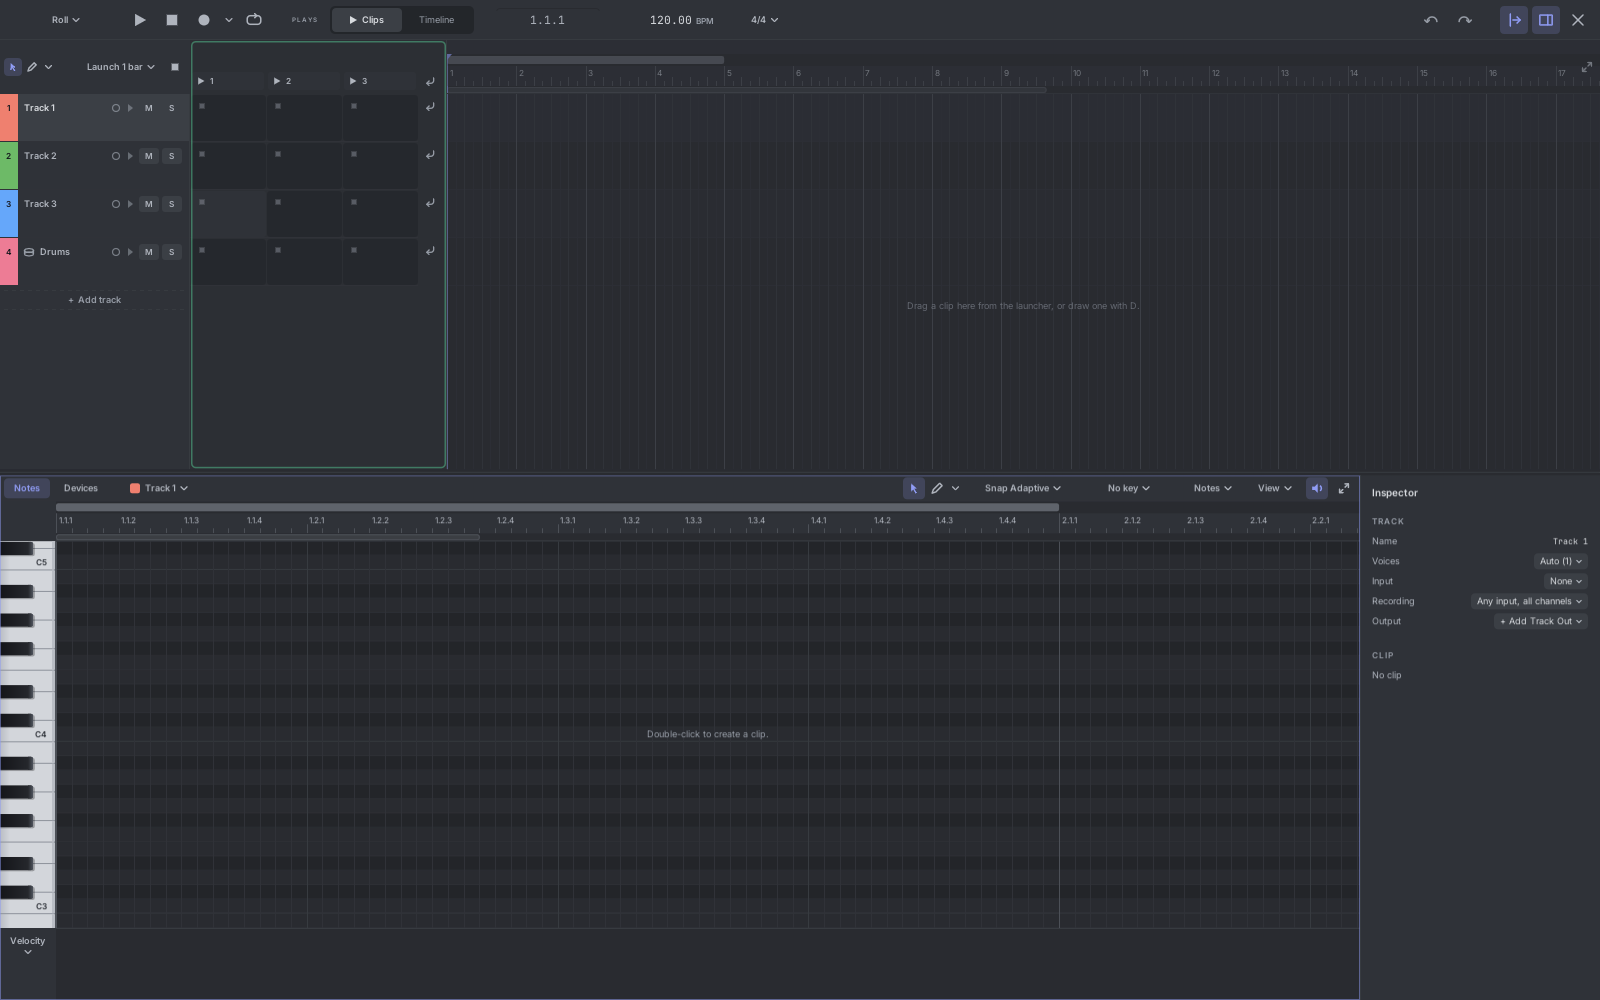 Roll
PLAYS
Clips
Timeline
1.1.1
120.00 BPM
4/4
Launch 1 bar
1 2 3
1 2 3 4 5 6 7 8 9 10 11 12 13 14 15 16 17
1 Track 1 M S
2 Track 2 M S
3 Track 3 M S
4 Drums M S
+ Add track
Drag a clip here from the launcher, or draw one with D.
Notes
Devices
Track 1
Snap Adaptive
No key
Notes
View
1.1.1 1.1.2 1.1.3 1.1.4 1.2.1 1.2.2 1.2.3 1.2.4 1.3.1 1.3.2 1.3.3 1.3.4 1.4.1 1.4.2 1.4.3 1.4.4 2.1.1 2.1.2 2.1.3 2.1.4 2.2.1
C5
C4
Double-click to create a clip.
C3
Velocity
Inspector
TRACK
Name Track 1
Voices Auto (1)
Input None
Recording Any input, all channels
Output + Add Track Out
CLIP
No clip